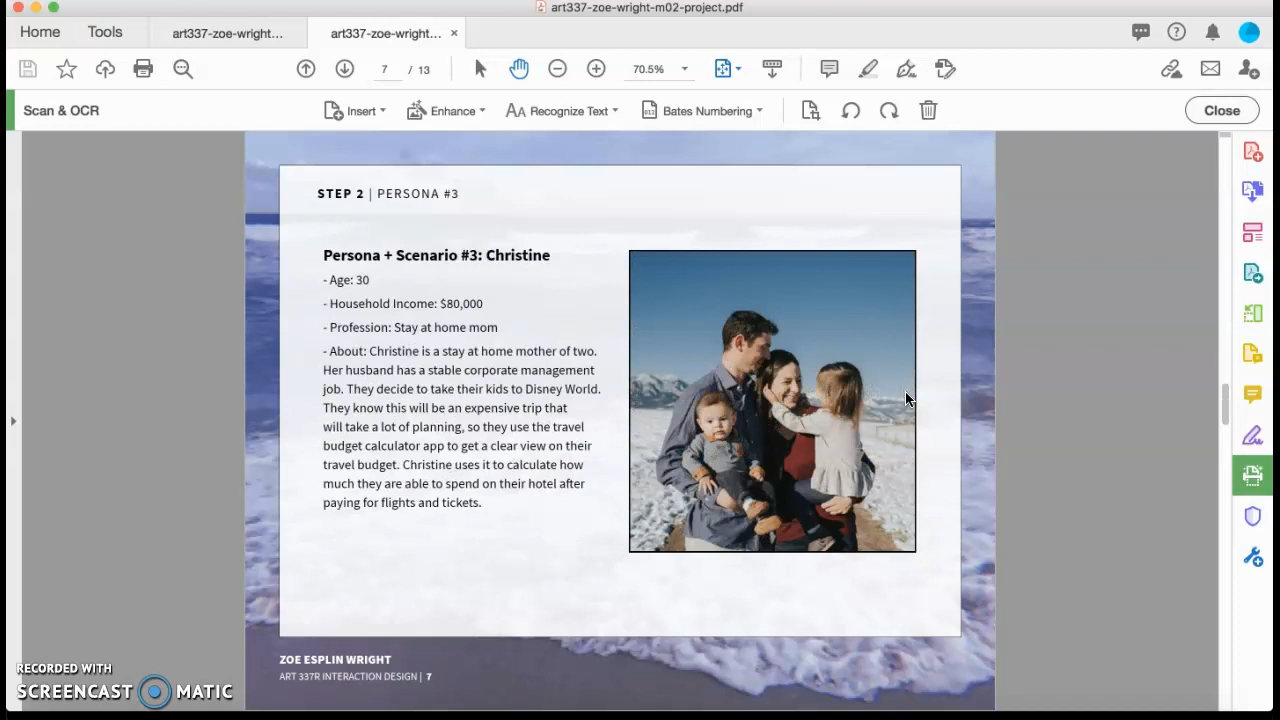 art337-zoe-wright-m02-project.pdf
Home
Tools
art337-zoe-wright...
art337-zoe-wright... ×
7 / 13
70.5%
Scan & OCR
Insert
Enhance
Recognize Text
Bates Numbering
Close
STEP 2 | PERSONA #3
Persona + Scenario #3: Christine
- Age: 30
- Household Income: $80,000
- Profession: Stay at home mom
- About: Christine is a stay at home mother of two.
Her husband has a stable corporate management
job. They decide to take their kids to Disney World.
They know this will be an expensive trip that
will take a lot of planning, so they use the travel
budget calculator app to get a clear view on their
travel budget. Christine uses it to calculate how
much they are able to spend on their hotel after
paying for flights and tickets.
ZOE ESPLIN WRIGHT
ART 337R INTERACTION DESIGN | 7
RECORDED WITH
SCREENCAST MATIC